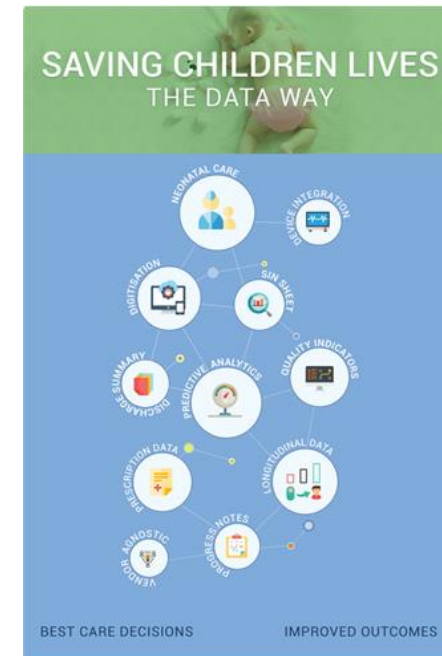 SAVING CHILDREN LIVES
THE DATA WAY
NEONATAL CARE
DEVICE INTEGRATION
DIGITISATION
SIN SHEET
DISCHARGE SUMMARY
PREDICTIVE ANALYTICS
QUALITY INDICATORS
PRESCRIPTION DATA
LONGITUDINAL DATA
VENDOR AGNOSTIC
PROGRESS NOTES
BEST CARE DECISIONS
IMPROVED OUTCOMES